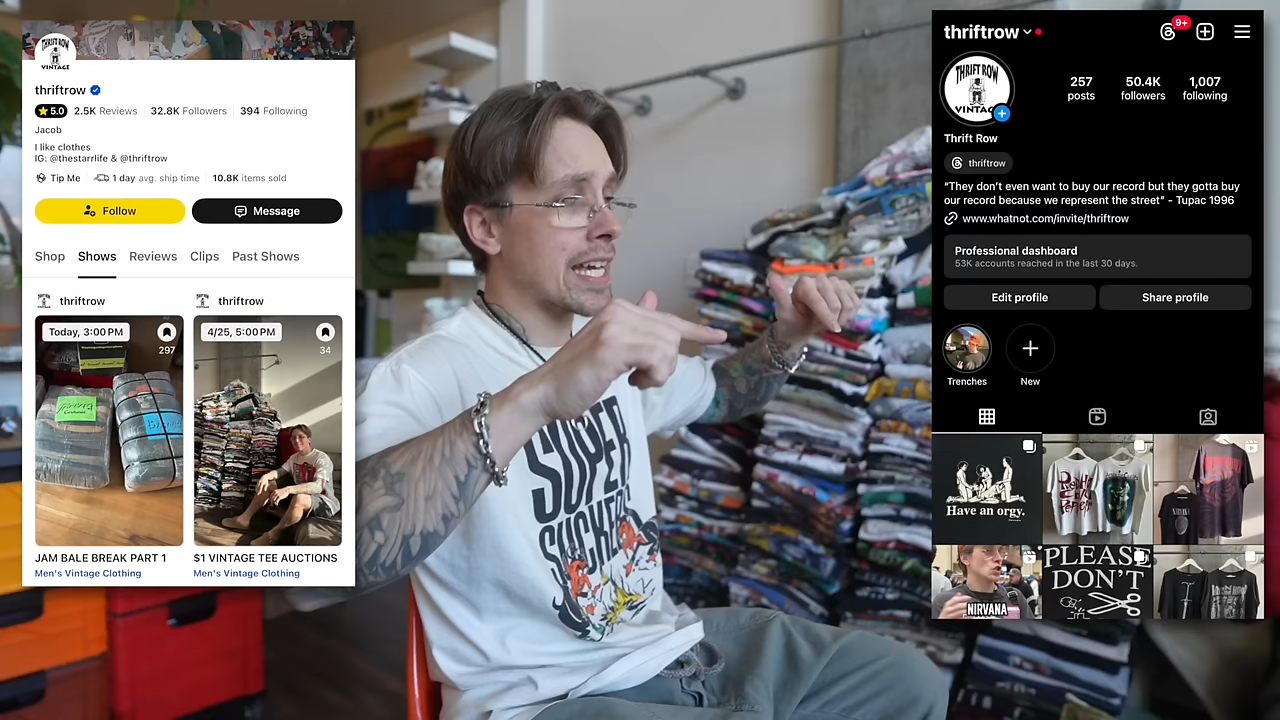 THRIFT ROW
VINTAGE
thriftrow
5.0 2.5K Reviews 32.8K Followers 394 Following
Jacob
I like clothes
IG: @thestarrlife & @thriftrow
Tip Me 1 day avg. ship time 10.8K items sold
Follow Message
Shop Shows Reviews Clips Past Shows
thriftrow thriftrow
Today, 3:00 PM 297 4/25, 5:00 PM 34
JAM BALE BREAK PART 1 $1 VINTAGE TEE AUCTIONS
Men's Vintage Clothing Men's Vintage Clothing
SUPER
SUCKERS
thriftrow 9+
THRIFT ROW
VINTAGE
257 50.4K 1,007
posts followers following
Thrift Row
thriftrow
“They don’t even want to buy our record but they gotta buy
our record because we represent the street” - Tupac 1996
www.whatnot.com/invite/thriftrow
Professional dashboard
53K accounts reached in the last 30 days.
Edit profile Share profile
Trenches New
Have an orgy.
NIRVANA
NIRVANA
PLEASE
DON'T